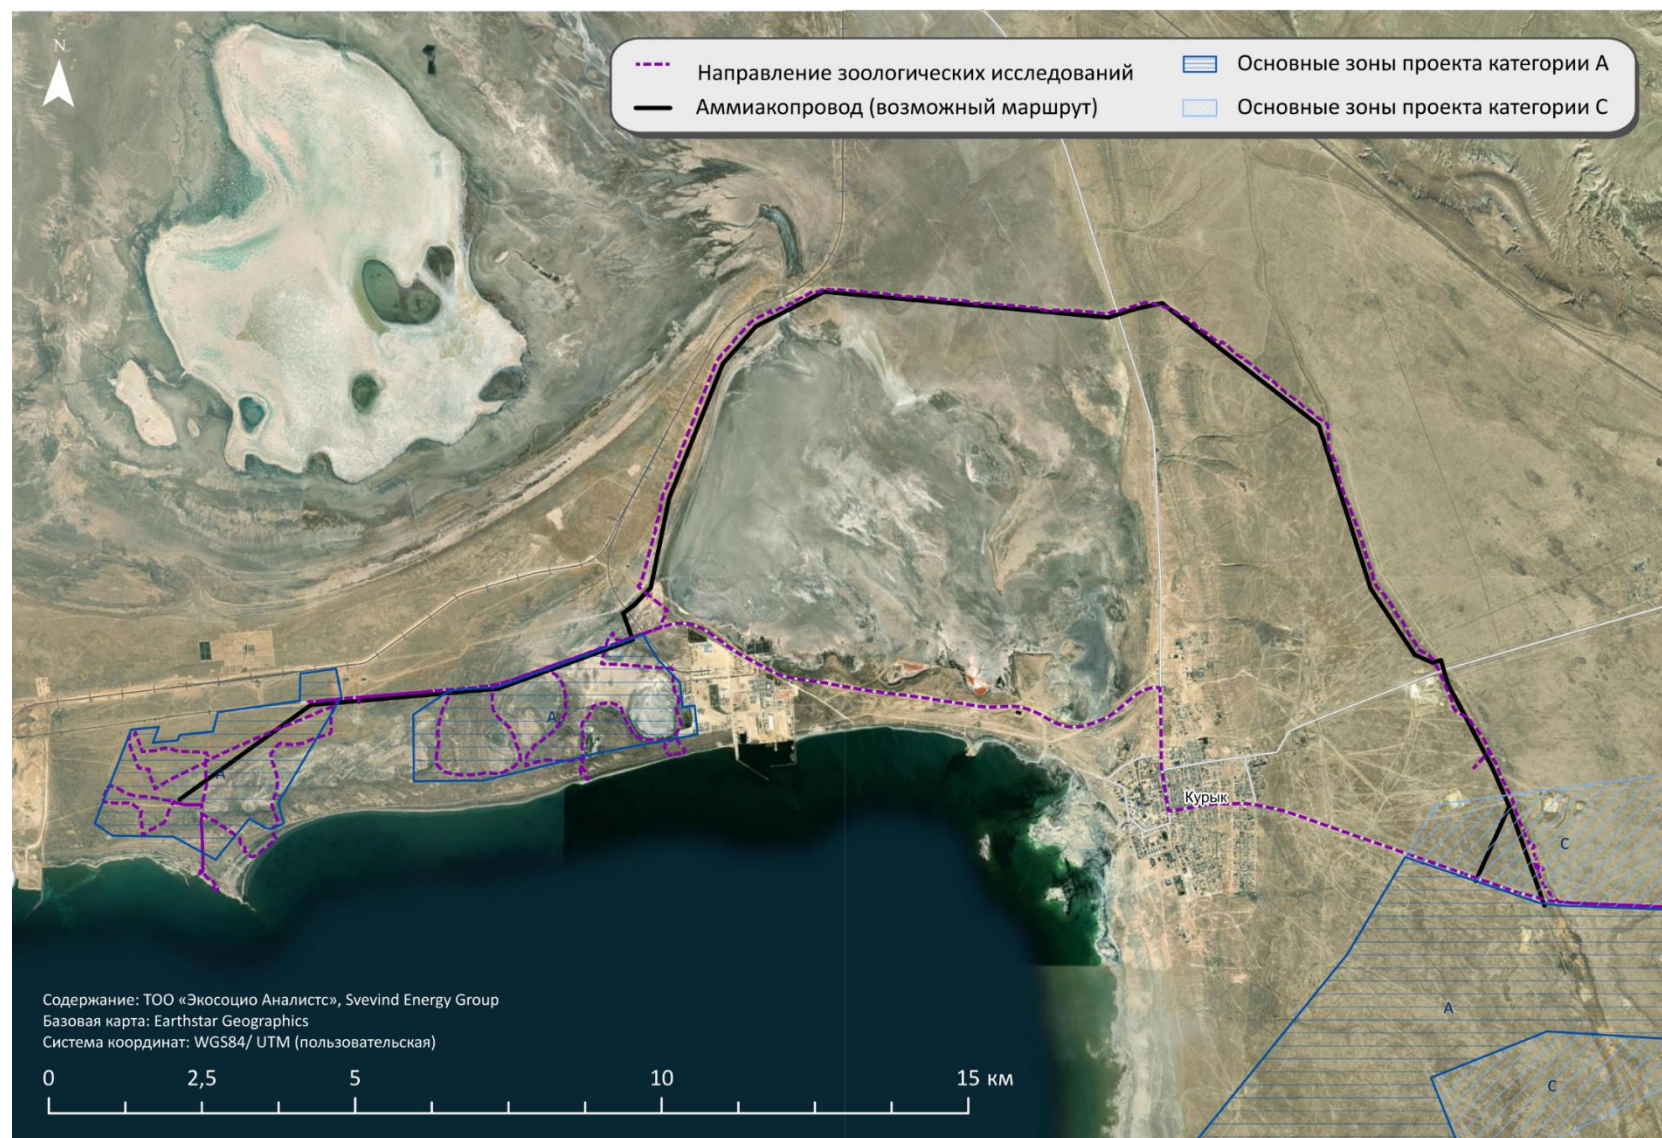 N
Направление зоологических исследований
Аммиакопровод (возможный маршрут)
Основные зоны проекта категории А
Основные зоны проекта категории С
A
A
Курык
C
A
C
Содержание: ТОО «Экосоцио Аналистс», Svevind Energy Group
Базовая карта: Earthstar Geographics
Система координат: WGS84/ UTM (пользовательская)
0 2,5 5 10 15 км